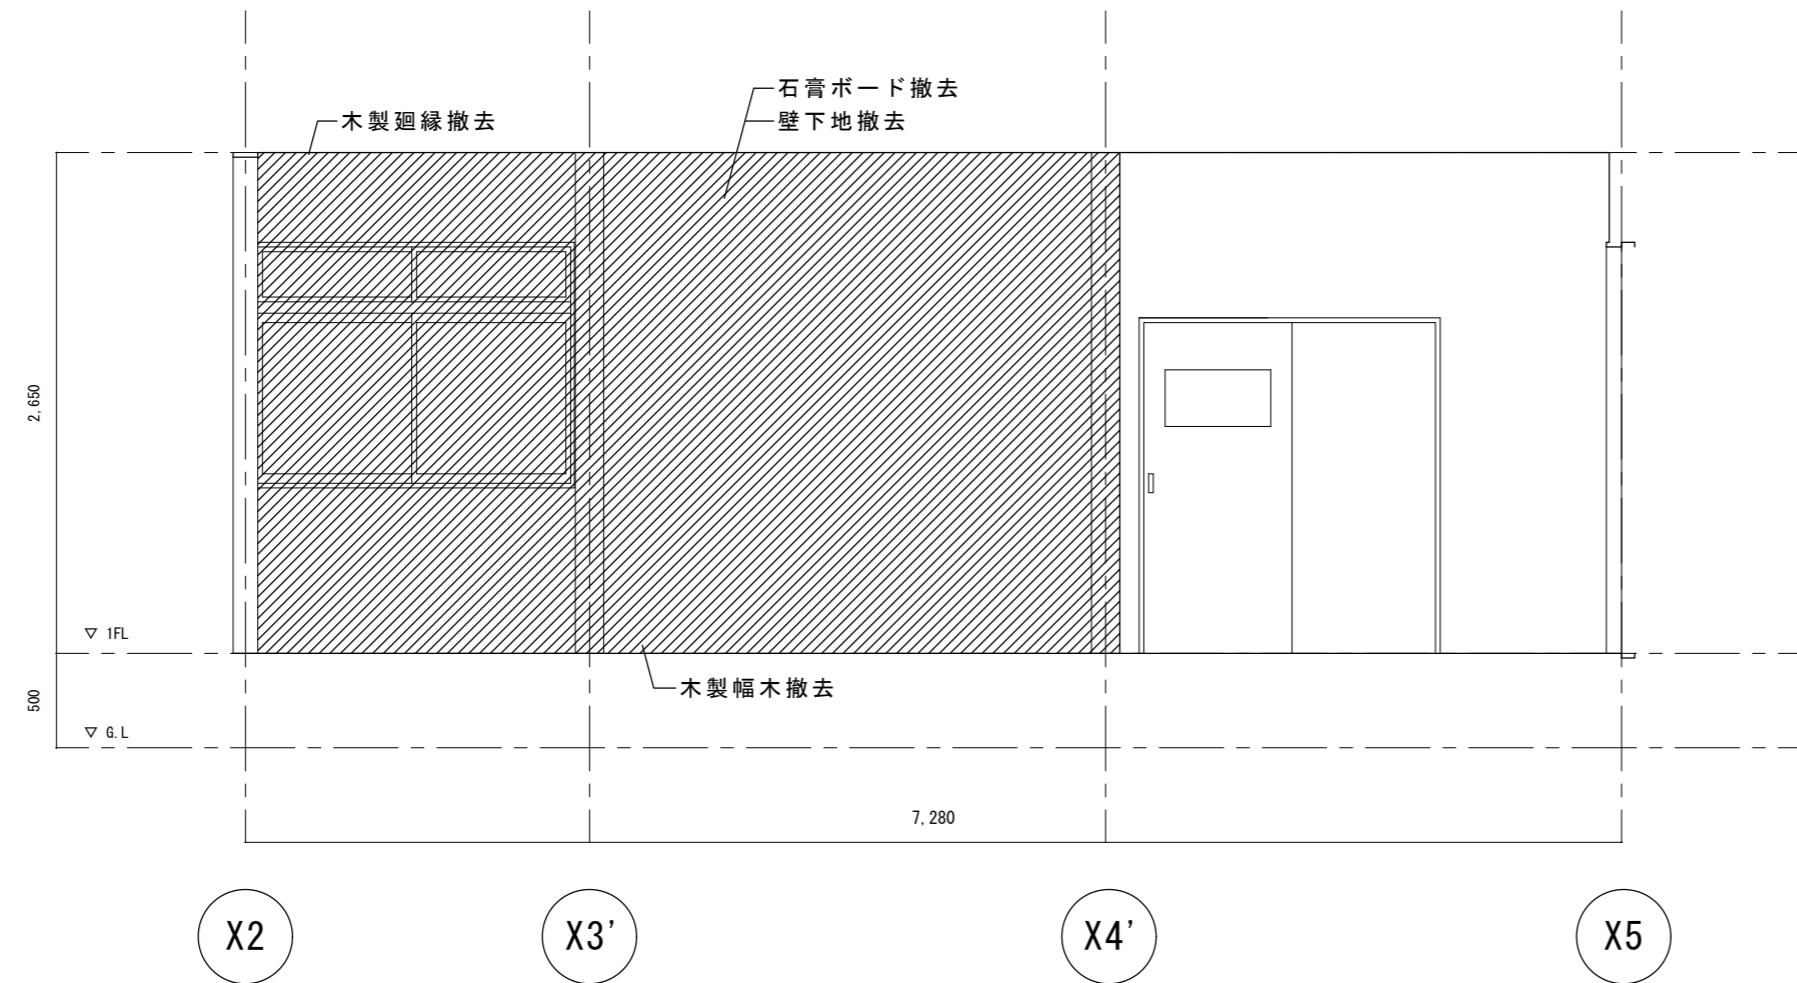 石膏ボード撤去
木製廻縁撤去
壁下地撤去
2,650
▽ 1FL
500
木製幅木撤去
▽ G.L
7,280
X2
X3'
X4'
X5